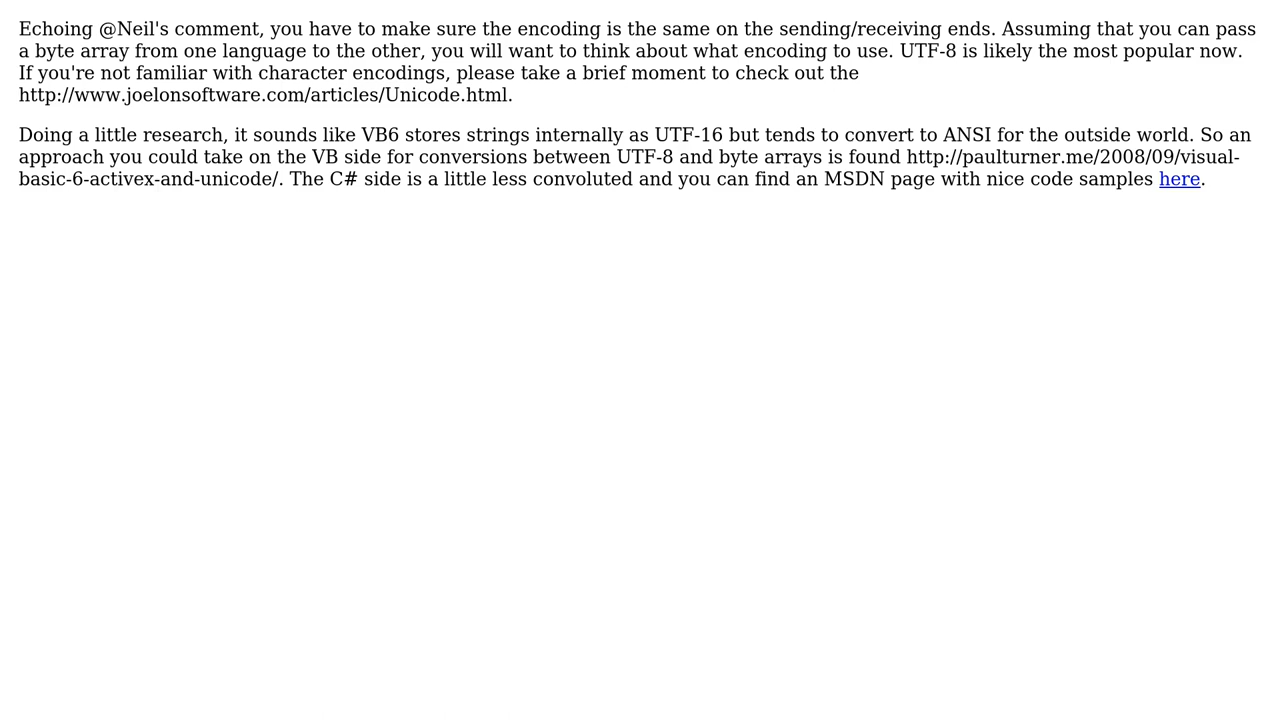 Echoing @Neil's comment, you have to make sure the encoding is the same on the sending/receiving ends. Assuming that you can pass
a byte array from one language to the other, you will want to think about what encoding to use. UTF-8 is likely the most popular now.
If you're not familiar with character encodings, please take a brief moment to check out the
http://www.joelonsoftware.com/articles/Unicode.html.
Doing a little research, it sounds like VB6 stores strings internally as UTF-16 but tends to convert to ANSI for the outside world. So an
approach you could take on the VB side for conversions between UTF-8 and byte arrays is found http://paulturner.me/2008/09/visual-
basic-6-activex-and-unicode/. The C# side is a little less convoluted and you can find an MSDN page with nice code samples here.